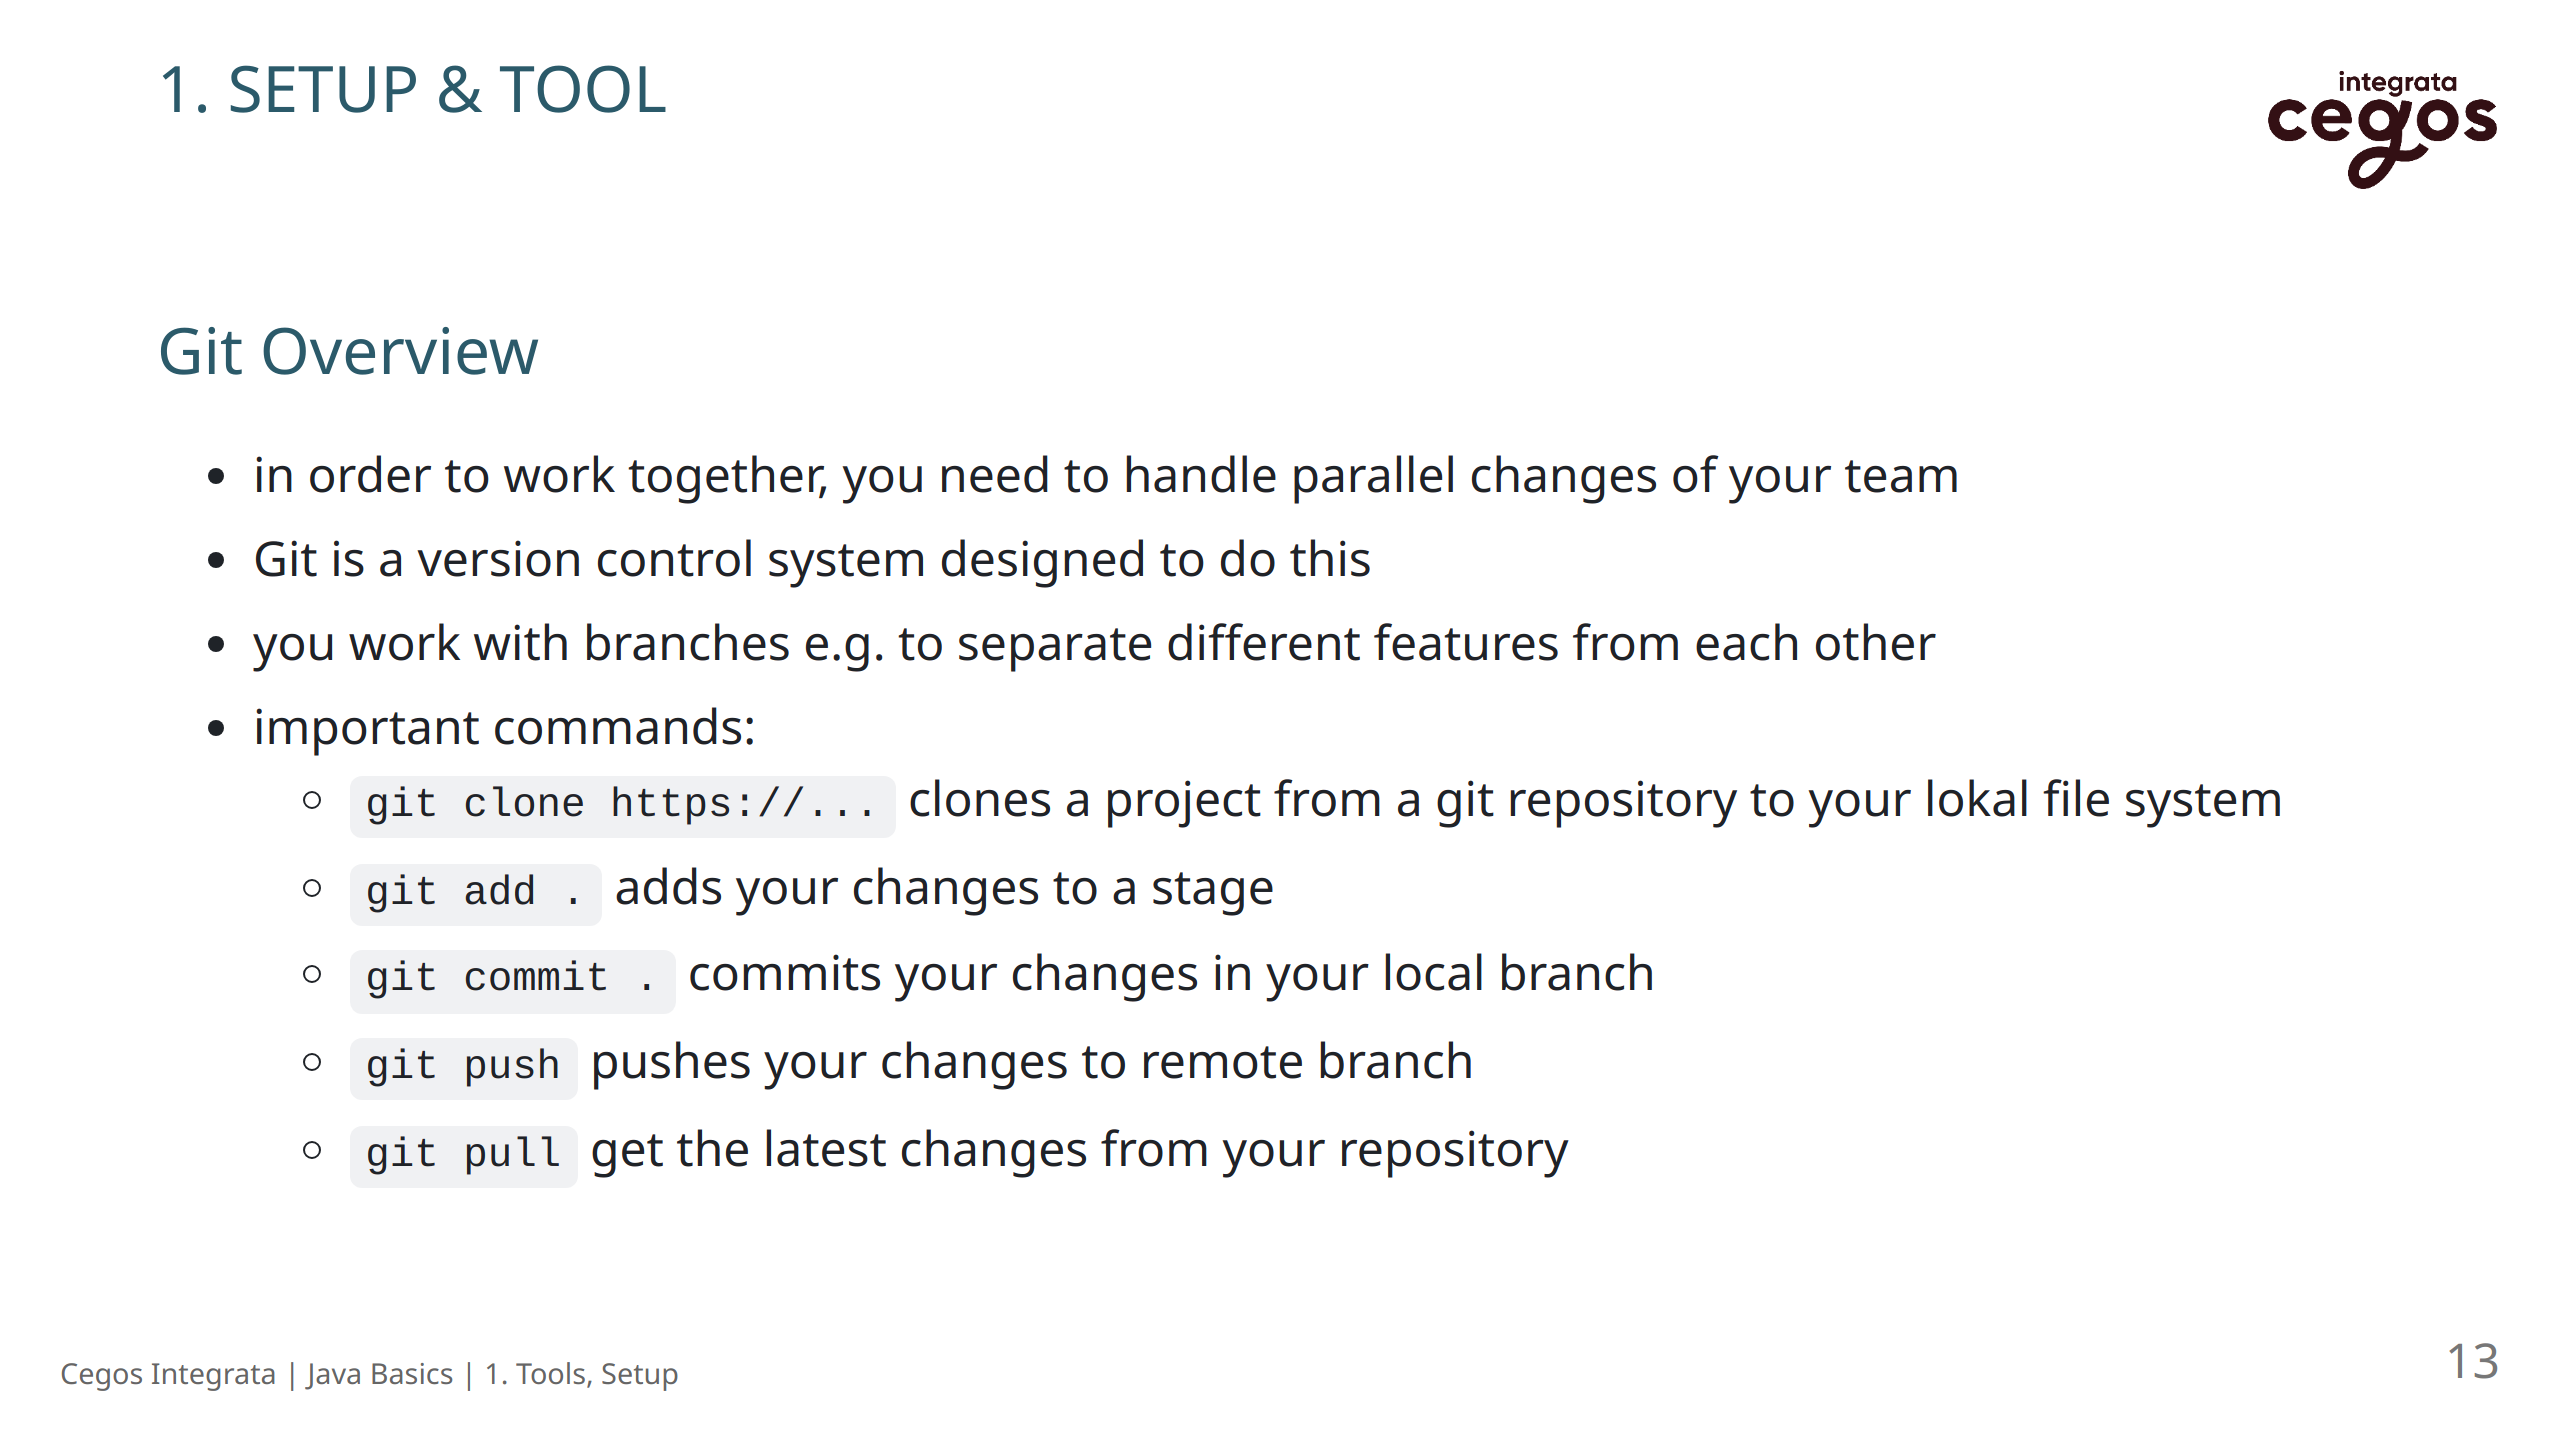 1. SETUP & TOOL
integrata
cegos
Git Overview
• in order to work together, you need to handle parallel changes of your team
• Git is a version control system designed to do this
• you work with branches e.g. to separate different features from each other
• important commands:
○ git clone https://... clones a project from a git repository to your lokal file system
○ git add . adds your changes to a stage
○ git commit . commits your changes in your local branch
○ git push pushes your changes to remote branch
○ git pull get the latest changes from your repository
Cegos Integrata | Java Basics | 1. Tools, Setup
13